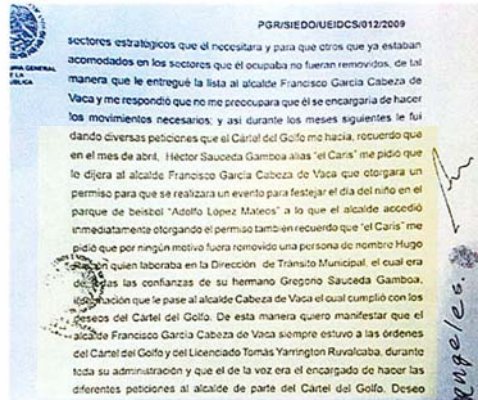 PGR/SIEDO/UEIDCS/012/2009
sectores estratégicos que él necesitara y para que otros que ya estaban
acomodados en los sectores que él ocupaba no fueran removidos, de tal
manera que le entregué la lista al alcalde Francisco García Cabeza de
Vaca y me respondió que no me preocupara que él se encargaría de hacer
los movimientos necesarios; y así durante los meses siguientes le fui
dando diversas peticiones que el Cártel del Golfo me hacía, recuerdo que
en el mes de abril, Héctor Sauceda Gamboa alias "el Caris" me pidió que
le dijera al alcalde Francisco García Cabeza de Vaca que otorgara un
permiso para que se realizara un evento para festejar el día del niño en el
parque de beisbol "Adolfo López Mateos" a lo que el alcalde accedió
inmediatamente otorgando el permiso también recuerdo que "el Caris" me
pidió que por ningún motivo fuera removido una persona de nombre Hugo
quien laboraba en la Dirección de Tránsito Municipal, el cual era
de todas las confianzas de su hermano Gregorio Sauceda Gamboa,
información que le pase al alcalde Cabeza de Vaca el cual cumplió con los
deseos del Cártel del Golfo. De esta manera quiero manifestar que el
alcalde Francisco García Cabeza de Vaca siempre estuvo a las órdenes
del Cártel del Golfo y del Licenciado Tomás Yarrington Ruvalcaba, durante
toda su administración y que el de la voz era el encargado de hacer las
diferentes peticiones al alcalde de parte del Cártel del Golfo. Deseo
GENERAL
DE LA